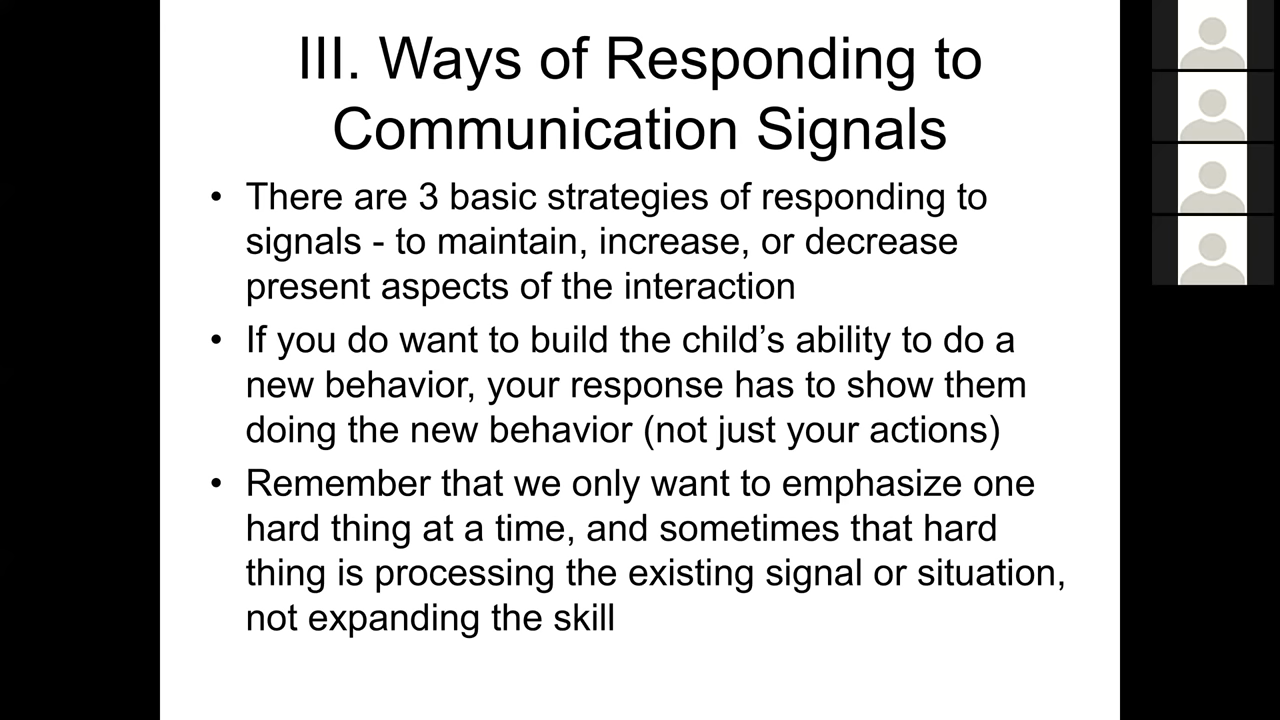 III. Ways of Responding to
Communication Signals
• There are 3 basic strategies of responding to
signals - to maintain, increase, or decrease
present aspects of the interaction
• If you do want to build the child’s ability to do a
new behavior, your response has to show them
doing the new behavior (not just your actions)
• Remember that we only want to emphasize one
hard thing at a time, and sometimes that hard
thing is processing the existing signal or situation,
not expanding the skill